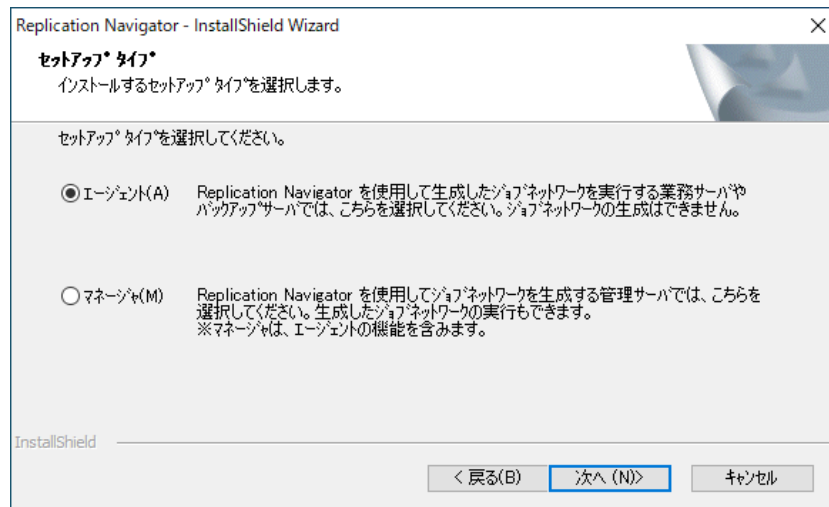 Replication Navigator - InstallShield Wizard
セットアップ タイプ
インストールするセットアップ タイプを選択します。
セットアップ タイプを選択してください。
エージェント(A)
Replication Navigator を使用して生成したジョブネットワークを実行する業務サーバや
バックアップサーバでは、こちらを選択してください。ジョブネットワークの生成はできません。
マネージャ(M)
Replication Navigator を使用してジョブネットワークを生成する管理サーバでは、こちらを
選択してください。生成したジョブネットワークの実行もできます。
※マネージャは、エージェントの機能を含みます。
InstallShield
< 戻る(B)
次へ (N)>
キャンセル